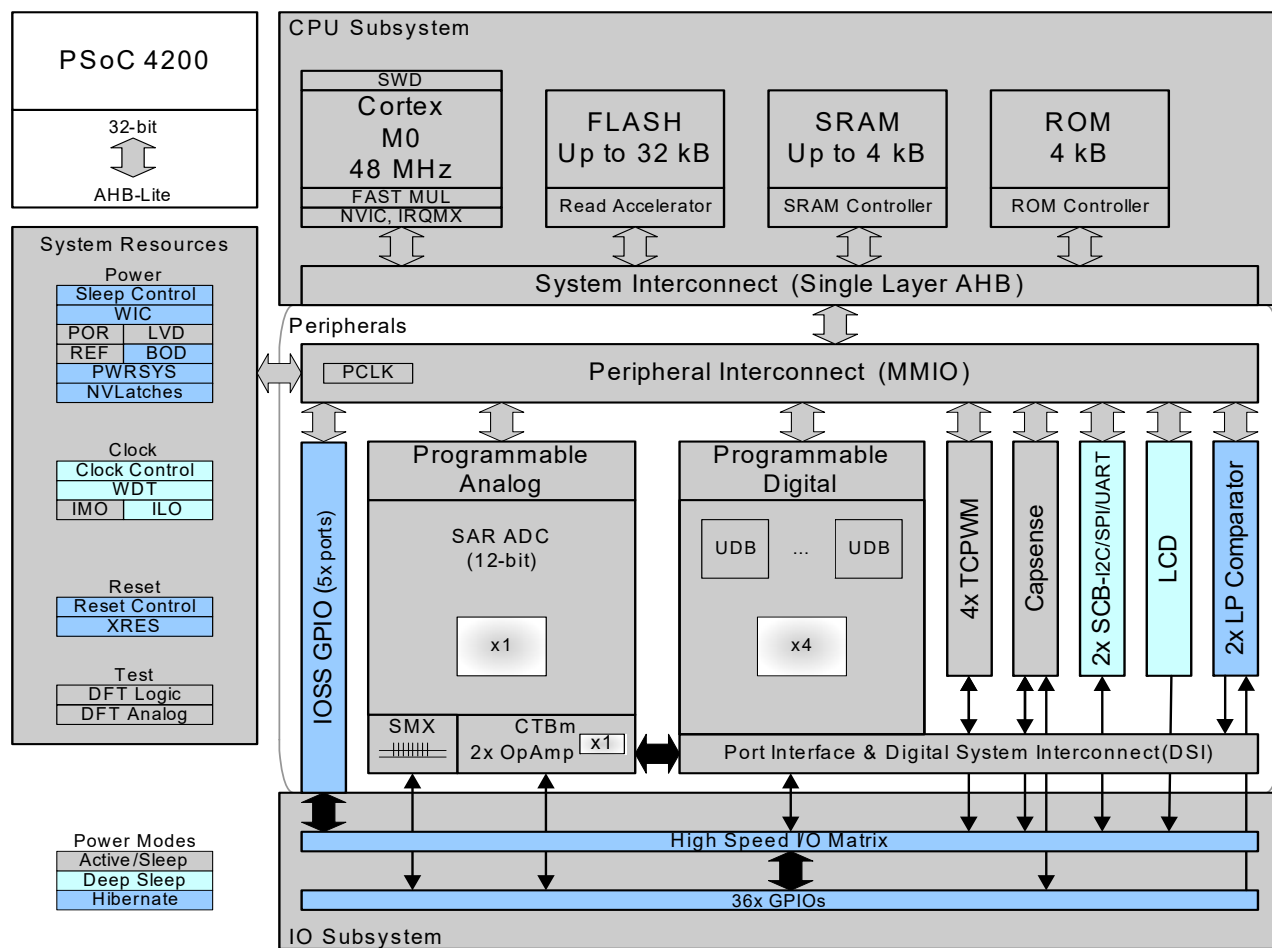 PSoC 4200
32-bit
AHB-Lite
CPU Subsystem
SWD
Cortex
M0
48 MHz
FAST MUL
NVIC, IRQMX
FLASH
Up to 32 kB
Read Accelerator
SRAM
Up to 4 kB
SRAM Controller
ROM
4 kB
ROM Controller
System Interconnect (Single Layer AHB)
System Resources
Power
Sleep Control
WIC
POR LVD
REF BOD
PWRSYS
NVLatches
Clock
Clock Control
WDT
IMO ILO
Reset
Reset Control
XRES
Test
DFT Logic
DFT Analog
Peripherals
PCLK
Peripheral Interconnect (MMIO)
IOSS GPIO (5x ports)
Programmable
Analog
SAR ADC
(12-bit)
x1
SMX
CTBm
2x OpAmp
x1
Programmable
Digital
UDB ... UDB
x4
4x TCPWM
Capsense
2x SCB-I2C/SPI/UART
LCD
2x LP Comparator
Port Interface & Digital System Interconnect(DSI)
High Speed I/O Matrix
36x GPIOs
IO Subsystem
Power Modes
Active/Sleep
Deep Sleep
Hibernate